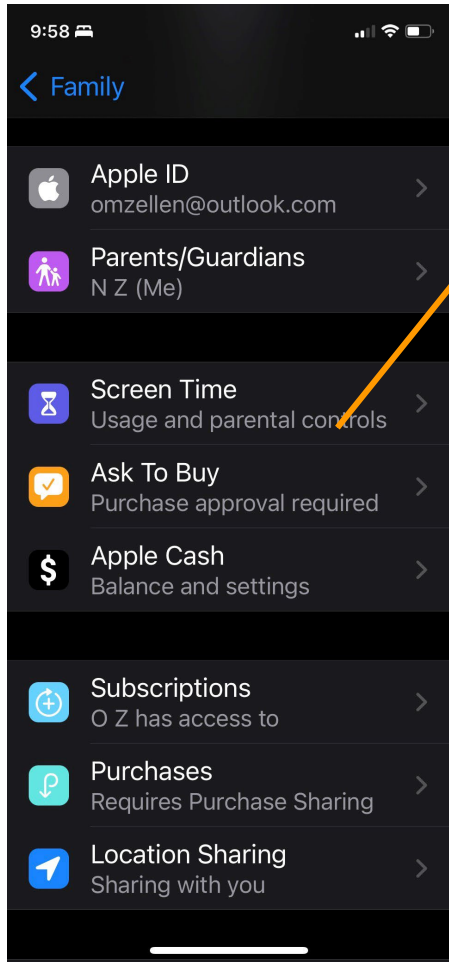 9:58
Family
Apple ID
omzellen@outlook.com
Parents/Guardians
N Z (Me)
Screen Time
Usage and parental controls
Ask To Buy
Purchase approval required
Apple Cash
Balance and settings
Subscriptions
O Z has access to
Purchases
Requires Purchase Sharing
Location Sharing
Sharing with you